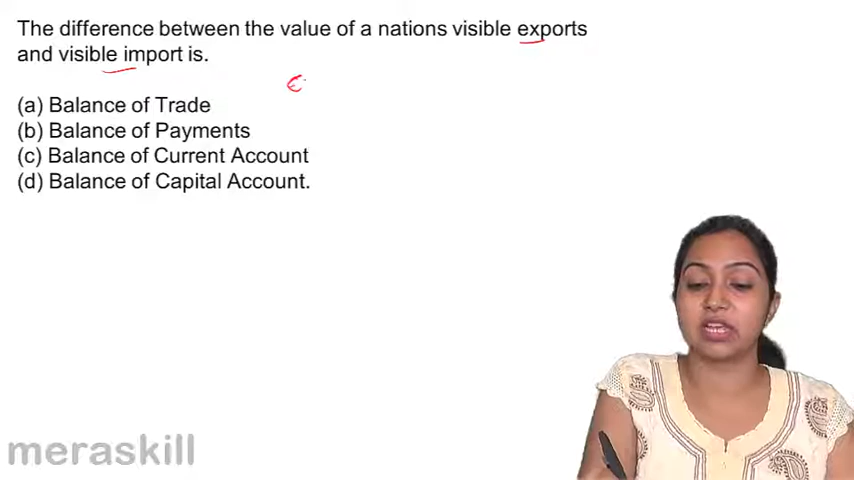 The difference between the value of a nations visible exports
and visible import is.
(a) Balance of Trade
(b) Balance of Payments
(c) Balance of Current Account
(d) Balance of Capital Account.
meraskill